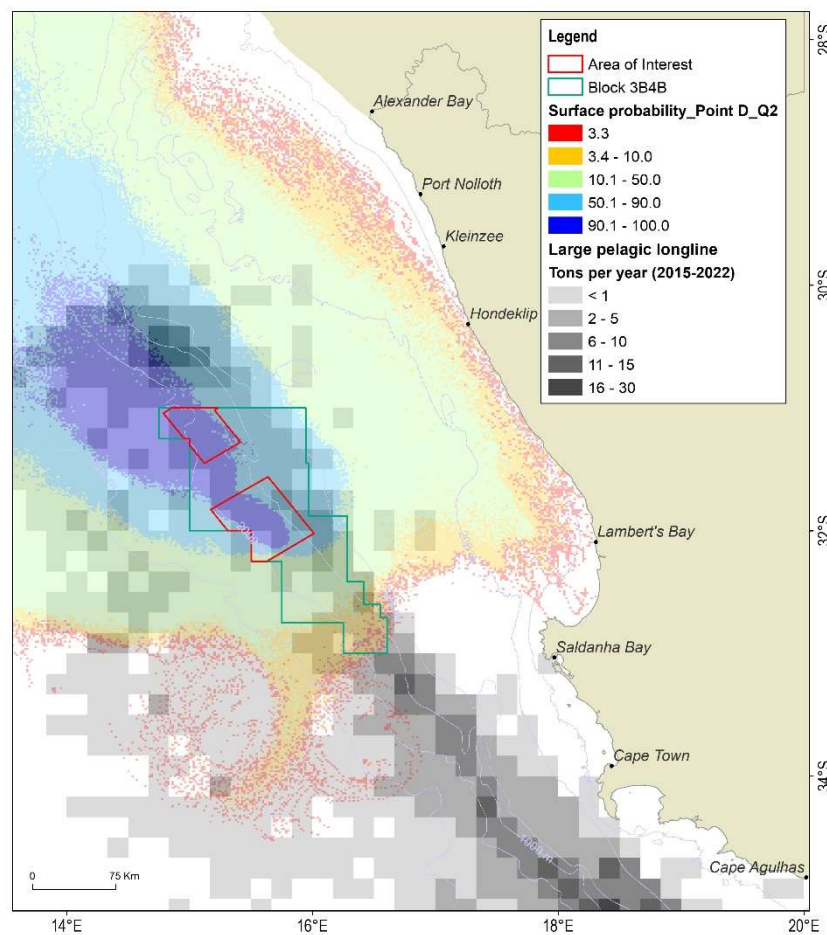 Legend
Area of Interest
Block 3B4B
Surface probability_Point D_Q2
3.3
3.4 - 10.0
10.1 - 50.0
50.1 - 90.0
90.1 - 100.0
Large pelagic longline
Tons per year (2015-2022)
< 1
2 - 5
6 - 10
11 - 15
16 - 30
28°S
Alexander Bay
Port Nolloth
Kleinzee
30°S
Hondeklip
32°S
Lambert's Bay
Saldanha Bay
Cape Town
34°S
Cape Agulhas
0 75 Km
14°E 16°E 18°E 20°E